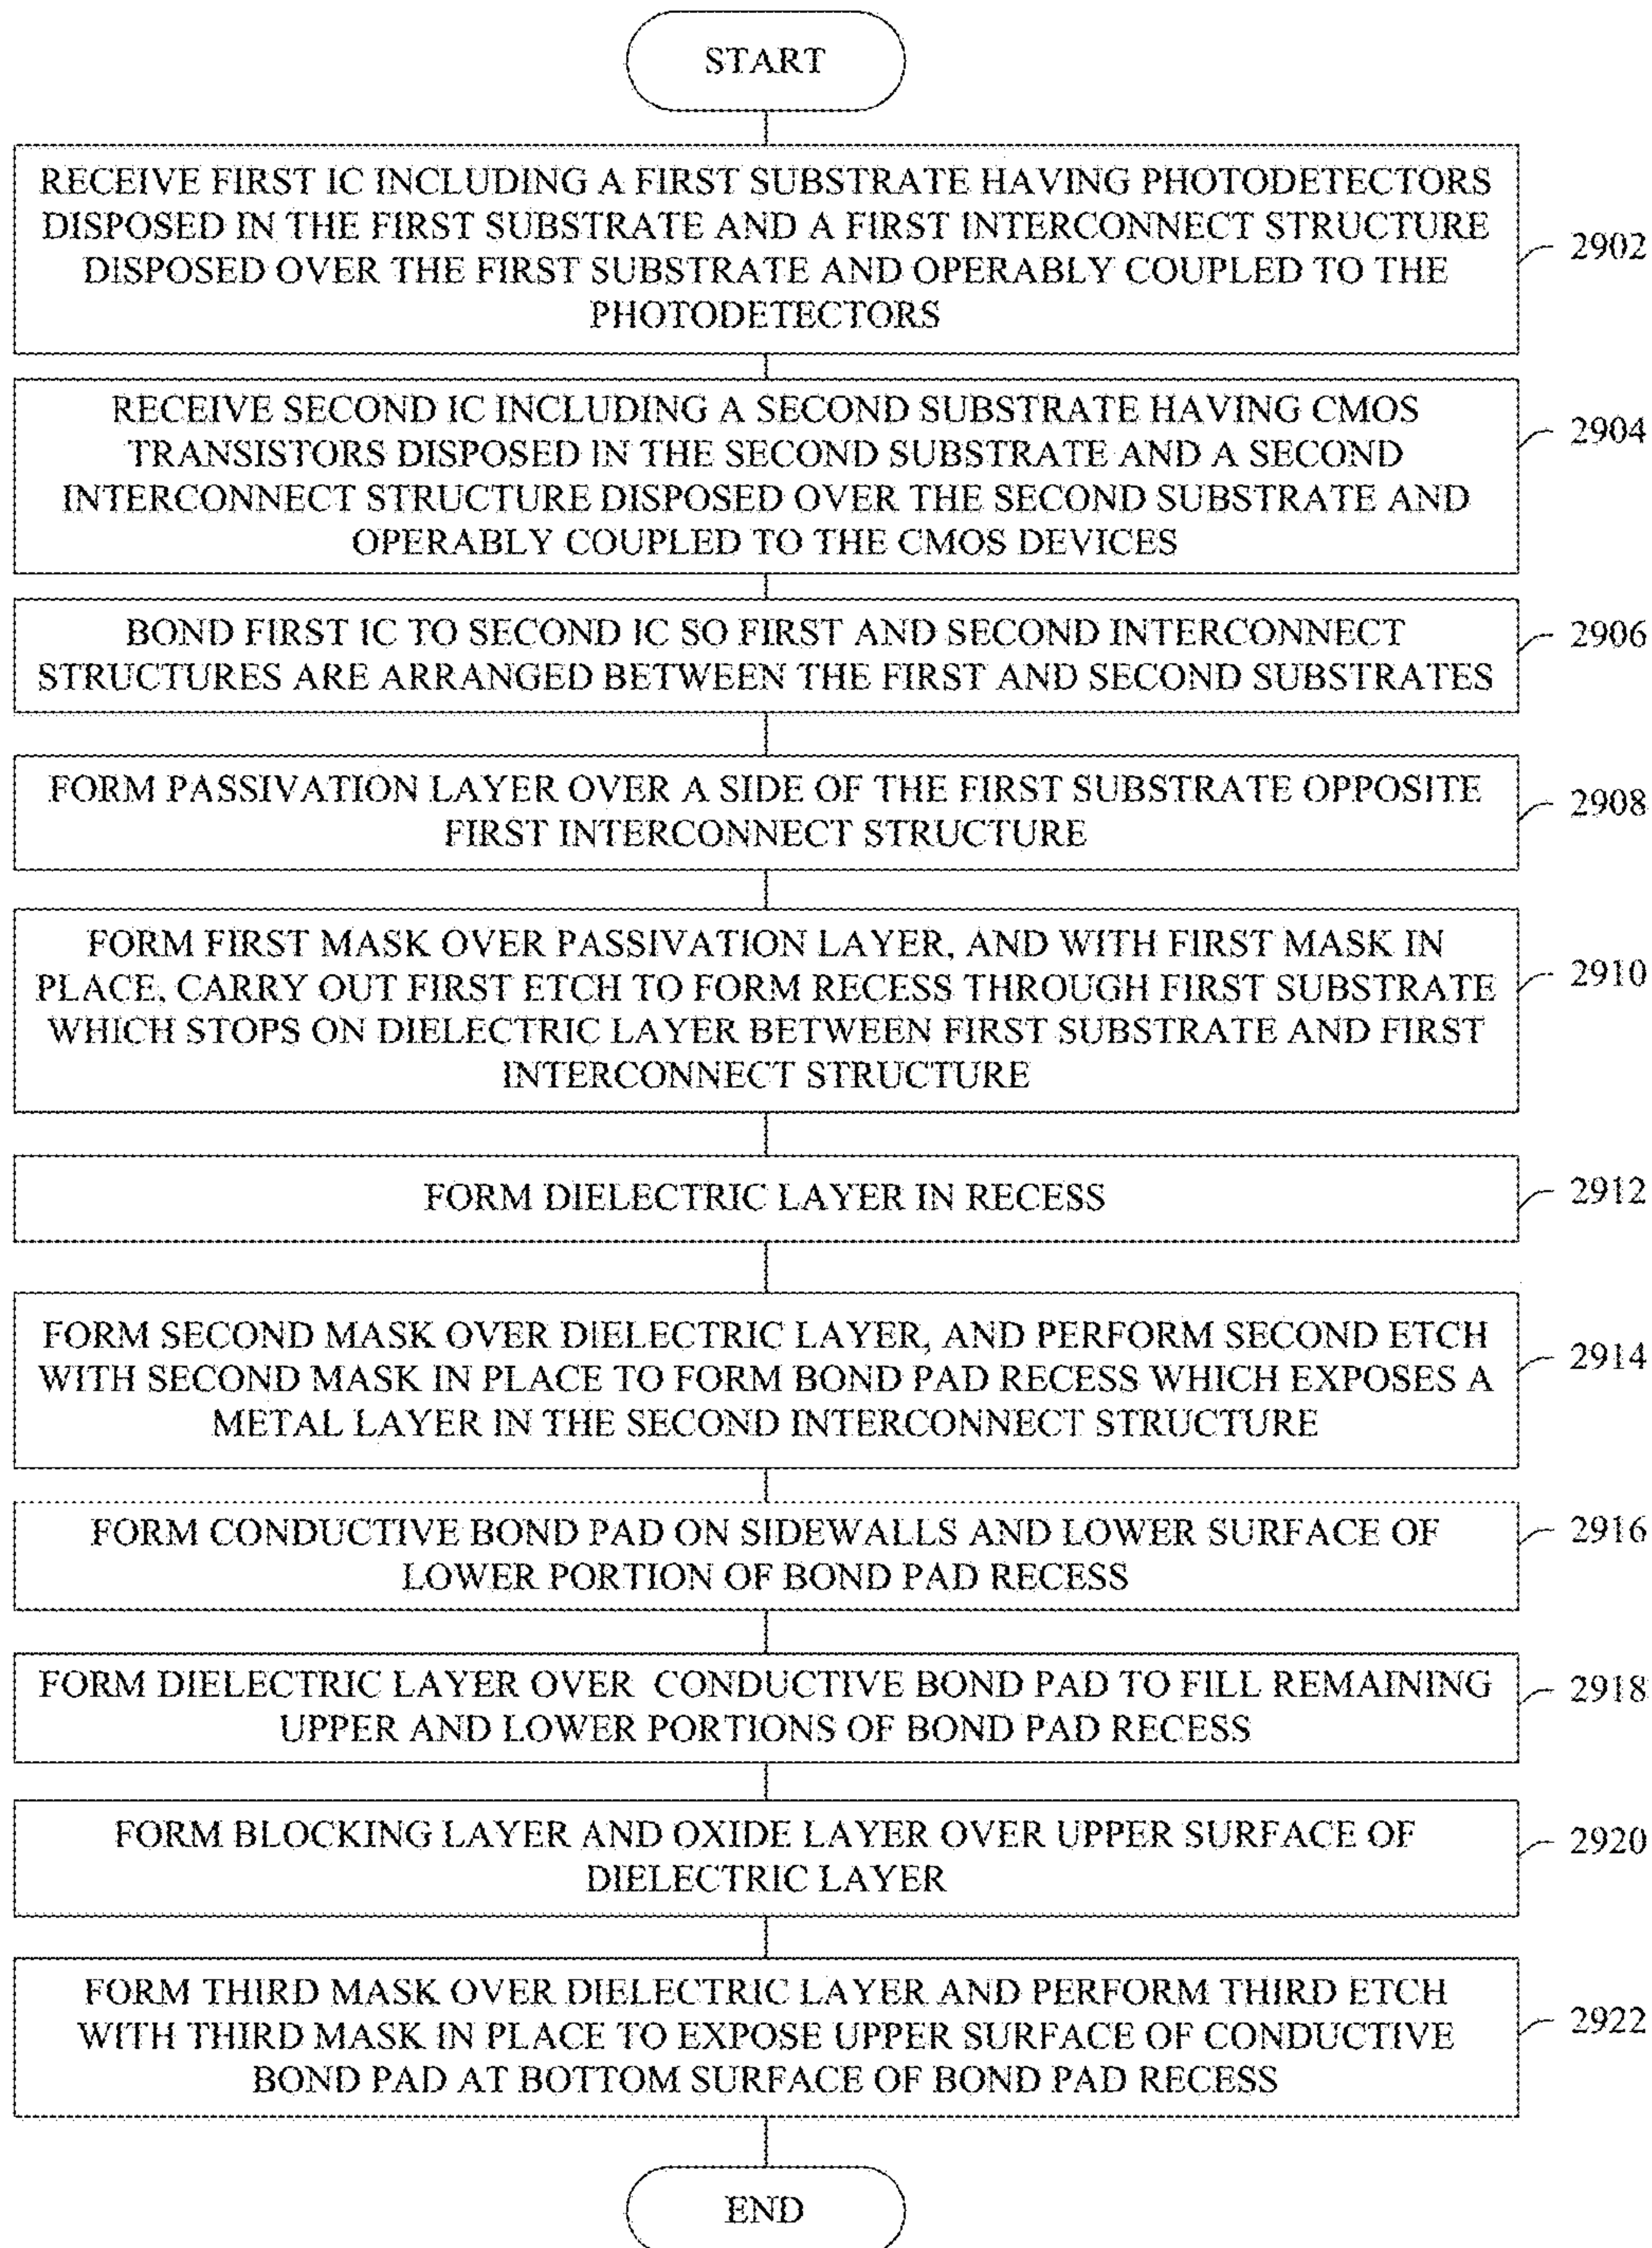 START
RECEIVE FIRST IC INCLUDING A FIRST SUBSTRATE HAVING PHOTODETECTORS
DISPOSED IN THE FIRST SUBSTRATE AND A FIRST INTERCONNECT STRUCTURE
DISPOSED OVER THE FIRST SUBSTRATE AND OPERABLY COUPLED TO THE
PHOTODETECTORS
2902
RECEIVE SECOND IC INCLUDING A SECOND SUBSTRATE HAVING CMOS
TRANSISTORS DISPOSED IN THE SECOND SUBSTRATE AND A SECOND
INTERCONNECT STRUCTURE DISPOSED OVER THE SECOND SUBSTRATE AND
OPERABLY COUPLED TO THE CMOS DEVICES
2904
BOND FIRST IC TO SECOND IC SO FIRST AND SECOND INTERCONNECT
STRUCTURES ARE ARRANGED BETWEEN THE FIRST AND SECOND SUBSTRATES
2906
FORM PASSIVATION LAYER OVER A SIDE OF THE FIRST SUBSTRATE OPPOSITE
FIRST INTERCONNECT STRUCTURE
2908
FORM FIRST MASK OVER PASSIVATION LAYER, AND WITH FIRST MASK IN
PLACE, CARRY OUT FIRST ETCH TO FORM RECESS THROUGH FIRST SUBSTRATE
WHICH STOPS ON DIELECTRIC LAYER BETWEEN FIRST SUBSTRATE AND FIRST
INTERCONNECT STRUCTURE
2910
FORM DIELECTRIC LAYER IN RECESS
2912
FORM SECOND MASK OVER DIELECTRIC LAYER, AND PERFORM SECOND ETCH
WITH SECOND MASK IN PLACE TO FORM BOND PAD RECESS WHICH EXPOSES A
METAL LAYER IN THE SECOND INTERCONNECT STRUCTURE
2914
FORM CONDUCTIVE BOND PAD ON SIDEWALLS AND LOWER SURFACE OF
LOWER PORTION OF BOND PAD RECESS
2916
FORM DIELECTRIC LAYER OVER CONDUCTIVE BOND PAD TO FILL REMAINING
UPPER AND LOWER PORTIONS OF BOND PAD RECESS
2918
FORM BLOCKING LAYER AND OXIDE LAYER OVER UPPER SURFACE OF
DIELECTRIC LAYER
2920
FORM THIRD MASK OVER DIELECTRIC LAYER AND PERFORM THIRD ETCH
WITH THIRD MASK IN PLACE TO EXPOSE UPPER SURFACE OF CONDUCTIVE
BOND PAD AT BOTTOM SURFACE OF BOND PAD RECESS
2922
END